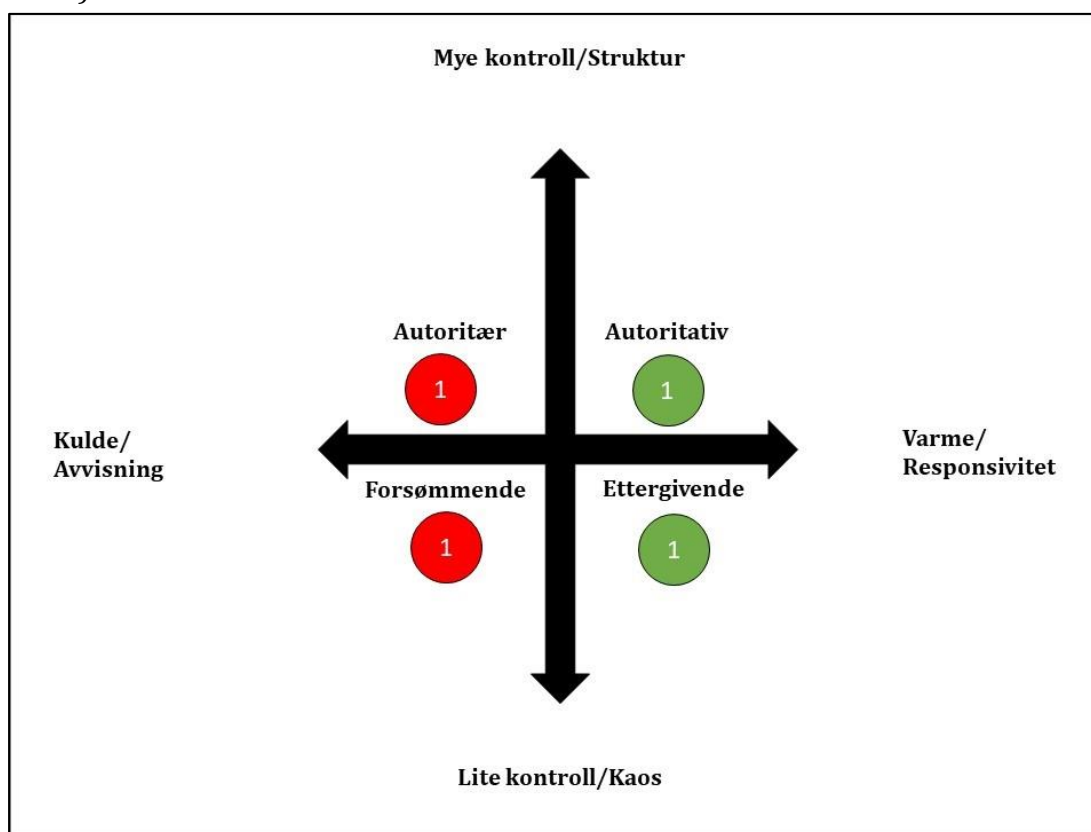 Mye kontroll/Struktur
Autoritær
Autoritativ
1
1
Kulde/
Avvisning
Varme/
Responsivitet
Forsømmende
Ettergivende
1
1
Lite kontroll/Kaos